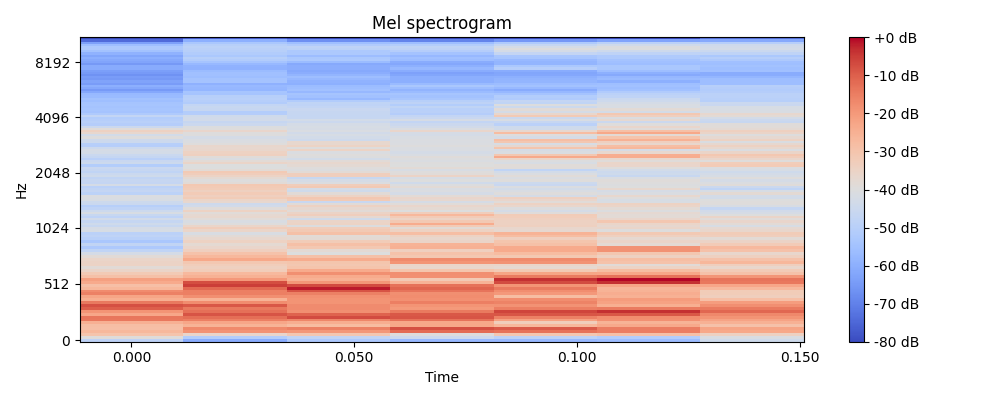 Mel spectrogram
Hz
8192
4096
2048
1024
512
0
0.000
0.050
0.100
0.150
Time
+0 dB
-10 dB
-20 dB
-30 dB
-40 dB
-50 dB
-60 dB
-70 dB
-80 dB